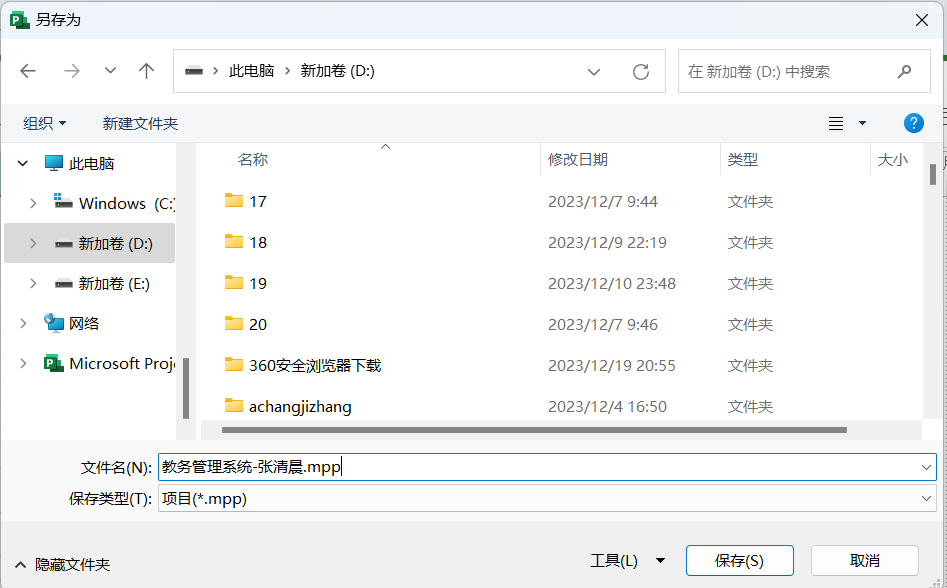 另存为
此电脑 › 新加卷 (D:)
在 新加卷 (D:) 中搜索
组织 新建文件夹
此电脑
Windows (C:)
新加卷 (D:)
新加卷 (E:)
网络
Microsoft Proj
名称 修改日期 类型 大小
17 2023/12/7 9:44 文件夹
18 2023/12/9 22:19 文件夹
19 2023/12/10 23:48 文件夹
20 2023/12/7 9:46 文件夹
360安全浏览器下载 2023/12/19 20:55 文件夹
achangjizhang 2023/12/4 16:50 文件夹
文件名(N): 教务管理系统-张清晨.mpp
保存类型(T): 项目(*.mpp)
隐藏文件夹 工具(L) 保存(S) 取消